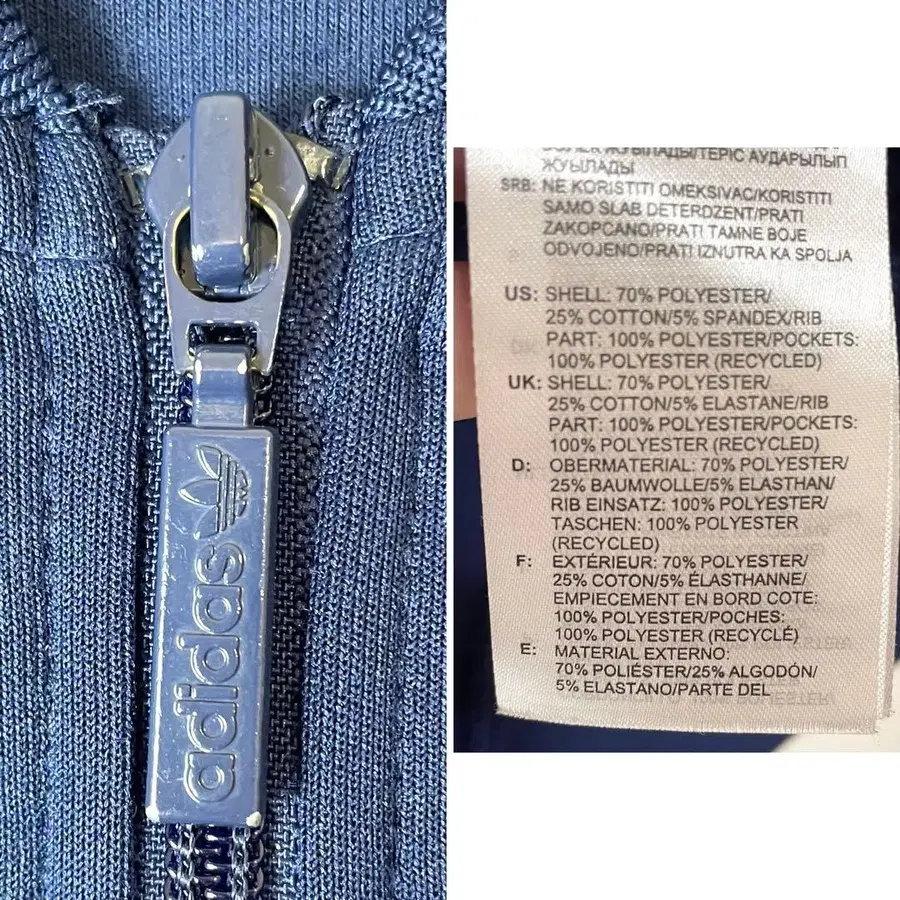 adidas
ЖУЫЛАДЫ/ТЕРІС АУДАРЫЛЫП
ЖУЫЛАДЫ
SRB: NE KORISTITI OMEKSIVAC/KORISTITI
SAMO SLAB DETERDZENT/PRATI
ZAKOPCANO/PRATI TAMNE BOJE
ODVOJENO/PRATI IZNUTRA KA SPOLJA
US: SHELL: 70% POLYESTER/
25% COTTON/5% SPANDEX/RIB
PART: 100% POLYESTER/POCKETS:
100% POLYESTER (RECYCLED)
UK: SHELL: 70% POLYESTER/
25% COTTON/5% ELASTANE/RIB
PART: 100% POLYESTER/POCKETS:
100% POLYESTER (RECYCLED)
D: OBERMATERIAL: 70% POLYESTER/
25% BAUMWOLLE/5% ELASTHAN/
RIB EINSATZ: 100% POLYESTER/
TASCHEN: 100% POLYESTER
(RECYCLED)
F: EXTÉRIEUR: 70% POLYESTER/
25% COTON/5% ÉLASTHANNE/
EMPIECEMENT EN BORD COTE:
100% POLYESTER/POCHES:
100% POLYESTER (RECYCLÉ)
E: MATERIAL EXTERNO:
70% POLIÉSTER/25% ALGODÓN/
5% ELASTANO/PARTE DEL